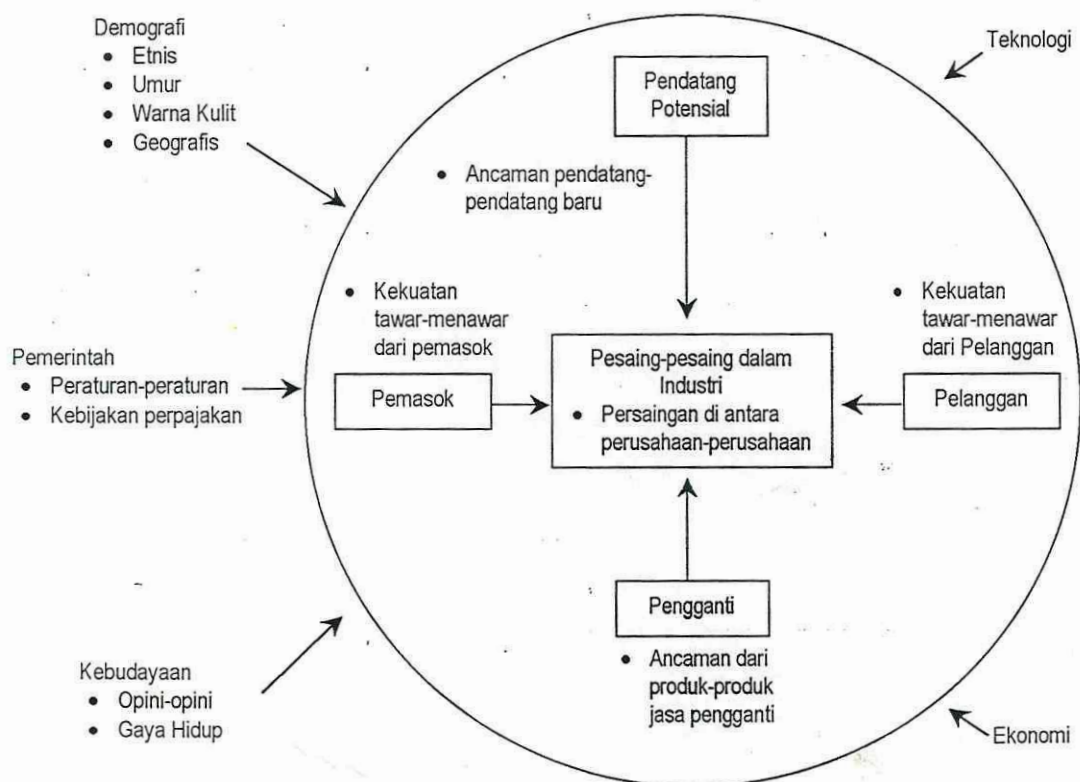 Demografi
• Etnis
• Umur
• Warna Kulit
• Geografis
Teknologi
Pendatang
Potensial
• Ancaman pendatang-
pendatang baru
• Kekuatan
tawar-menawar
dari pemasok
Pemasok
Pesaing-pesaing dalam
Industri
• Persaingan di antara
perusahaan-perusahaan
• Kekuatan
tawar-menawar
dari Pelanggan
Pelanggan
Pemerintah
• Peraturan-peraturan
• Kebijakan perpajakan
Pengganti
• Ancaman dari
produk-produk
jasa pengganti
Kebudayaan
• Opini-opini
• Gaya Hidup
Ekonomi